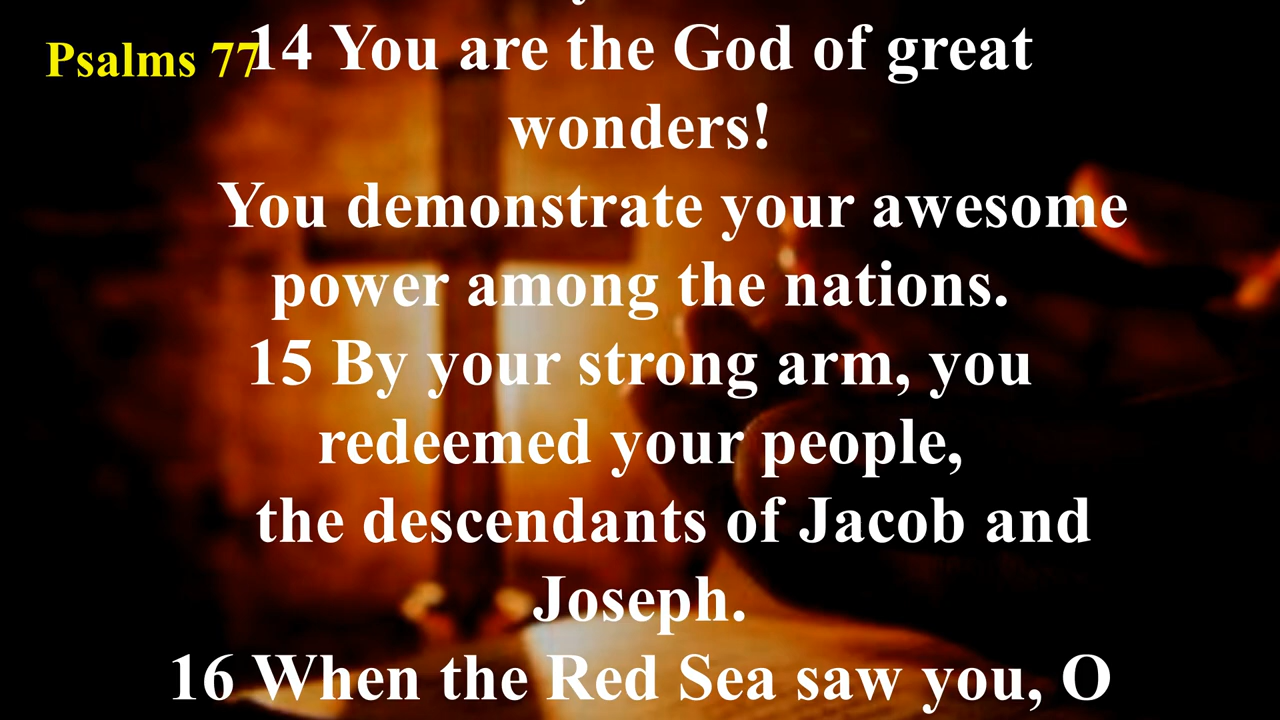 Psalms 77
14 You are the God of great
wonders!
You demonstrate your awesome
power among the nations.
15 By your strong arm, you
redeemed your people,
the descendants of Jacob and
Joseph.
16 When the Red Sea saw you, O